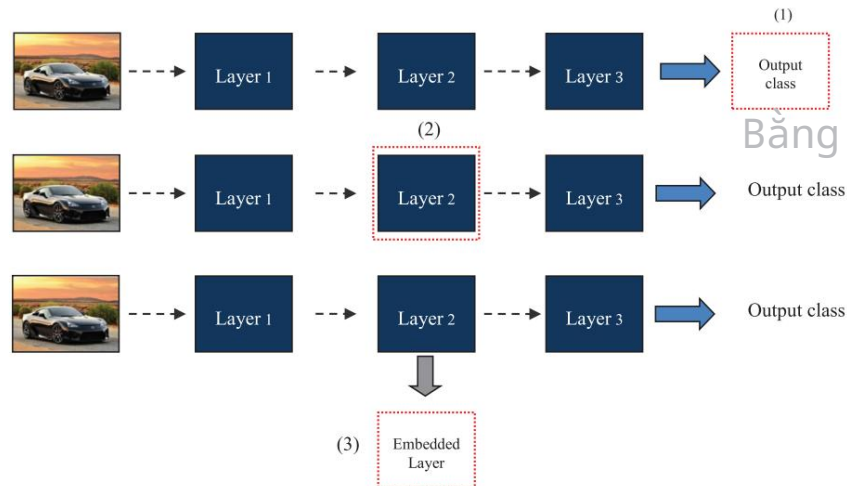 (1)
Layer 1
Layer 2
Layer 3
Output
class
Bằng
(2)
Layer 1
Layer 2
Layer 3
Output class
Layer 1
Layer 2
Layer 3
Output class
(3)
Embedded
Layer